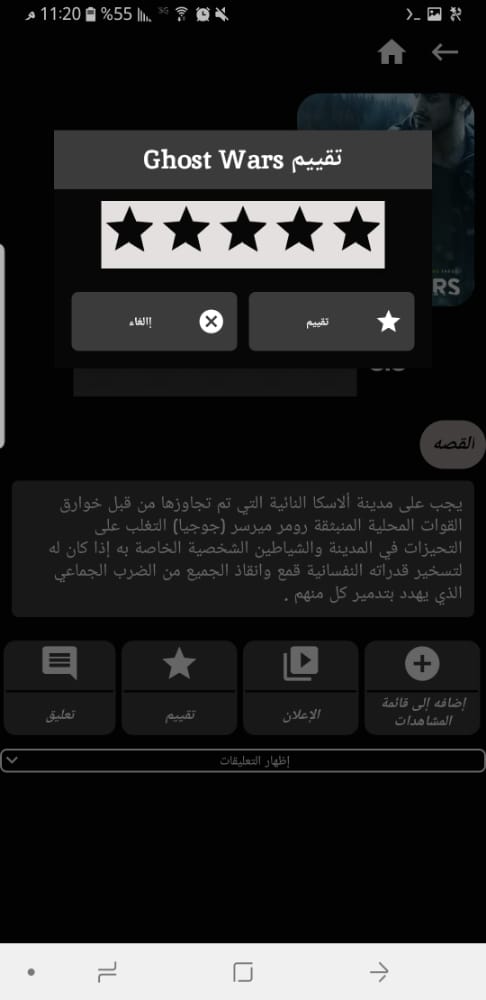 11:20 م %55
تقييم Ghost Wars
تقييم
إالغاء
RS
القصه
يجب على مدينة ألاسكا النائية التي تم تجاوزها من قبل خوارق
القوات المحلية المنبثقة رومر ميرسر (جوجيا) التغلب على
التحيزات في المدينة والشياطين الشخصية الخاصة به إذا كان له
لتسخير قدراته النفسانية قمع وانقاذ الجميع من الضرب الجماعي
الذي يهدد بتدمير كل منهم .
إضافه إلى قائمة
المشاهدات
الإعلان
تقييم
تعليق
إظهار التعليقات